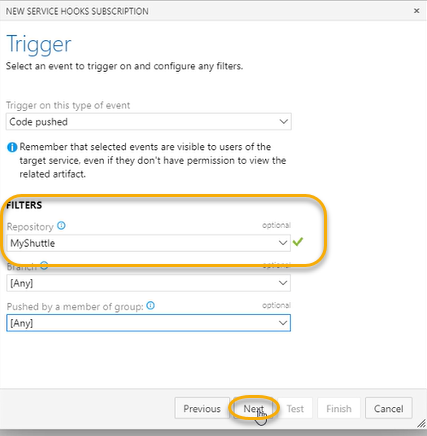 NEW SERVICE HOOKS SUBSCRIPTION
Trigger
Select an event to trigger on and configure any filters.
Trigger on this type of event
Code pushed
Remember that selected events are visible to users of the
target service, even if they don't have permission to view the
related artifact.
FILTERS
Repository optional
MyShuttle
Branch optional
[Any]
Pushed by a member of group: optional
[Any]
Previous Next Test Finish Cancel